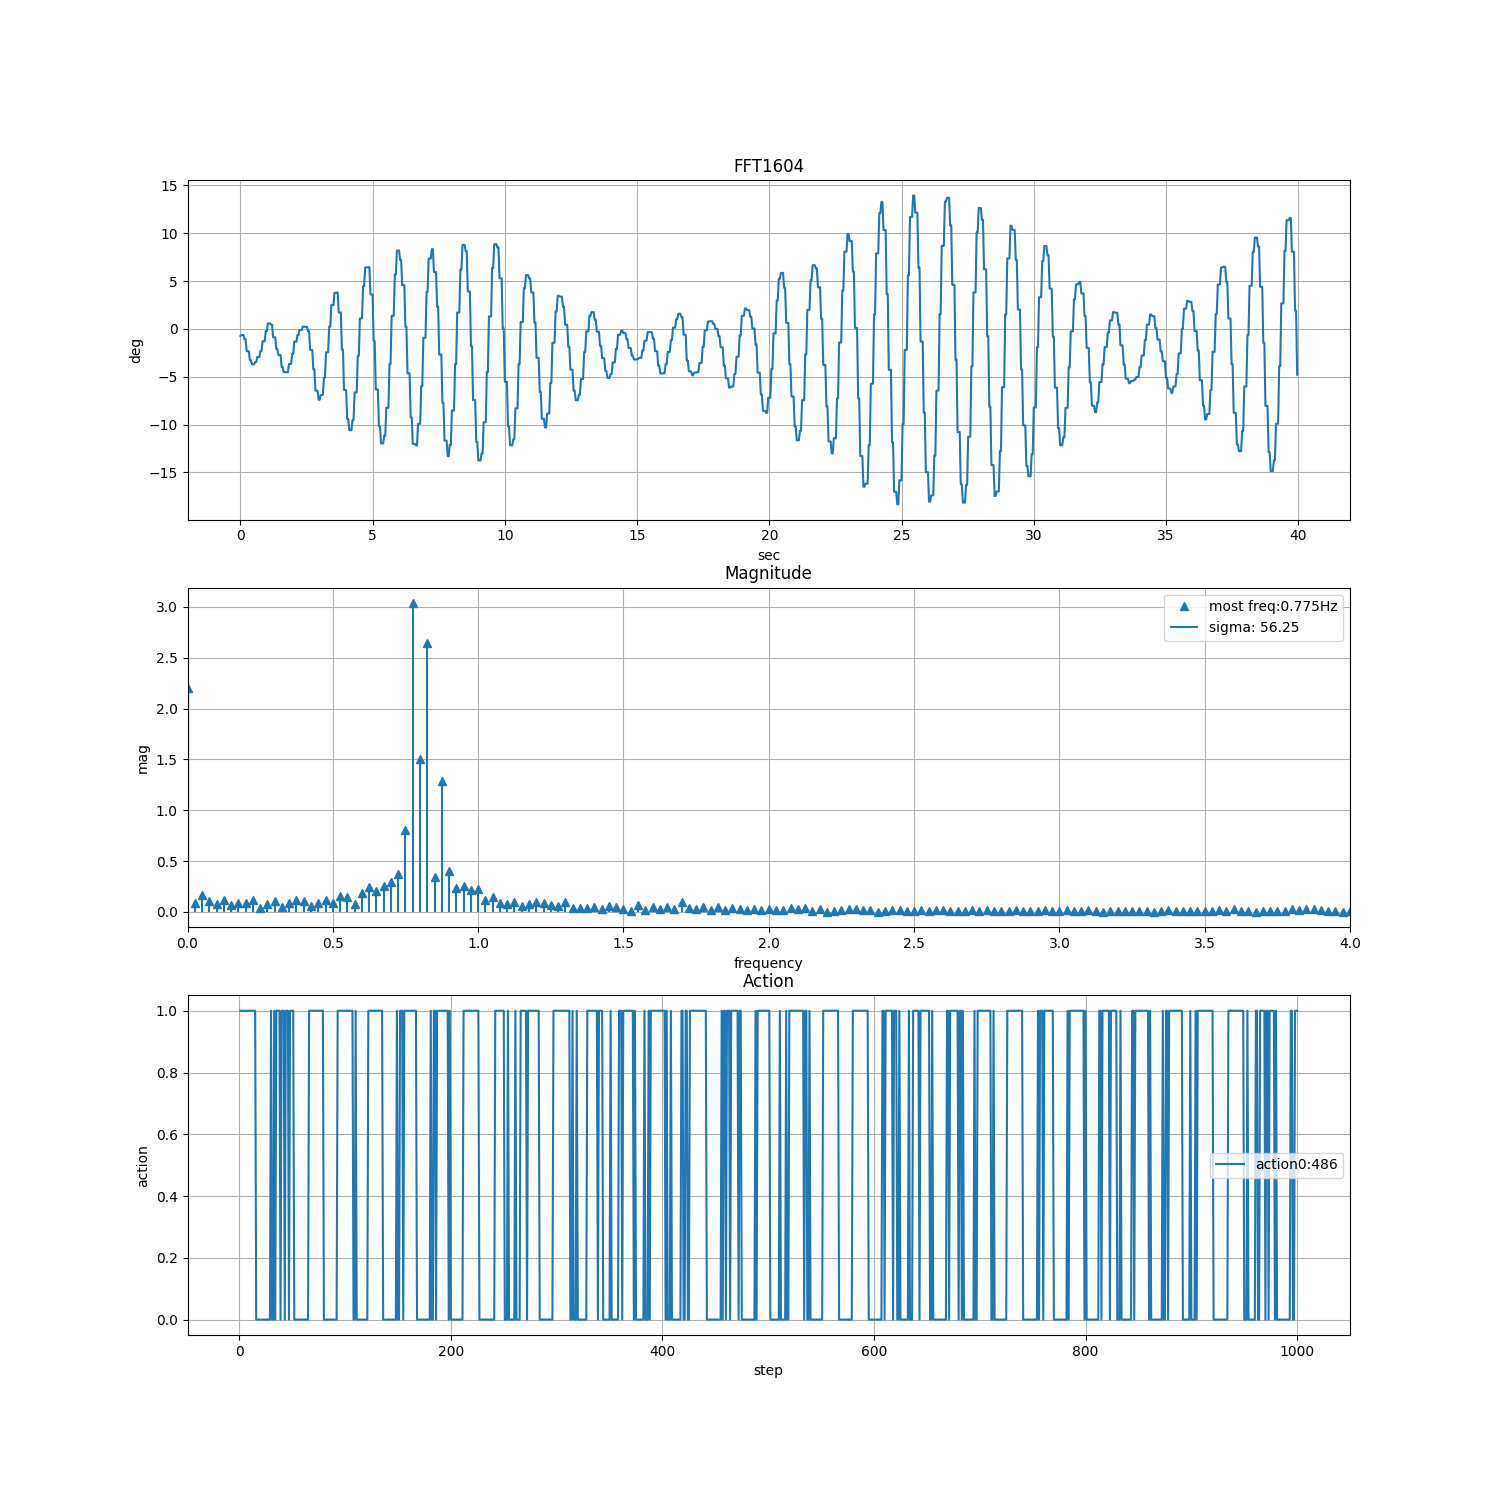 FFT1604
15
10
5
0
−5
−10
−15
deg
0 5 10 15 20 25 30 35 40
sec
Magnitude
3.0
2.5
2.0
1.5
1.0
0.5
0.0
mag
most freq:0.775Hz
sigma: 56.25
0.0 0.5 1.0 1.5 2.0 2.5 3.0 3.5 4.0
frequency
Action
1.0
0.8
0.6
0.4
0.2
0.0
action
action0:486
0 200 400 600 800 1000
step